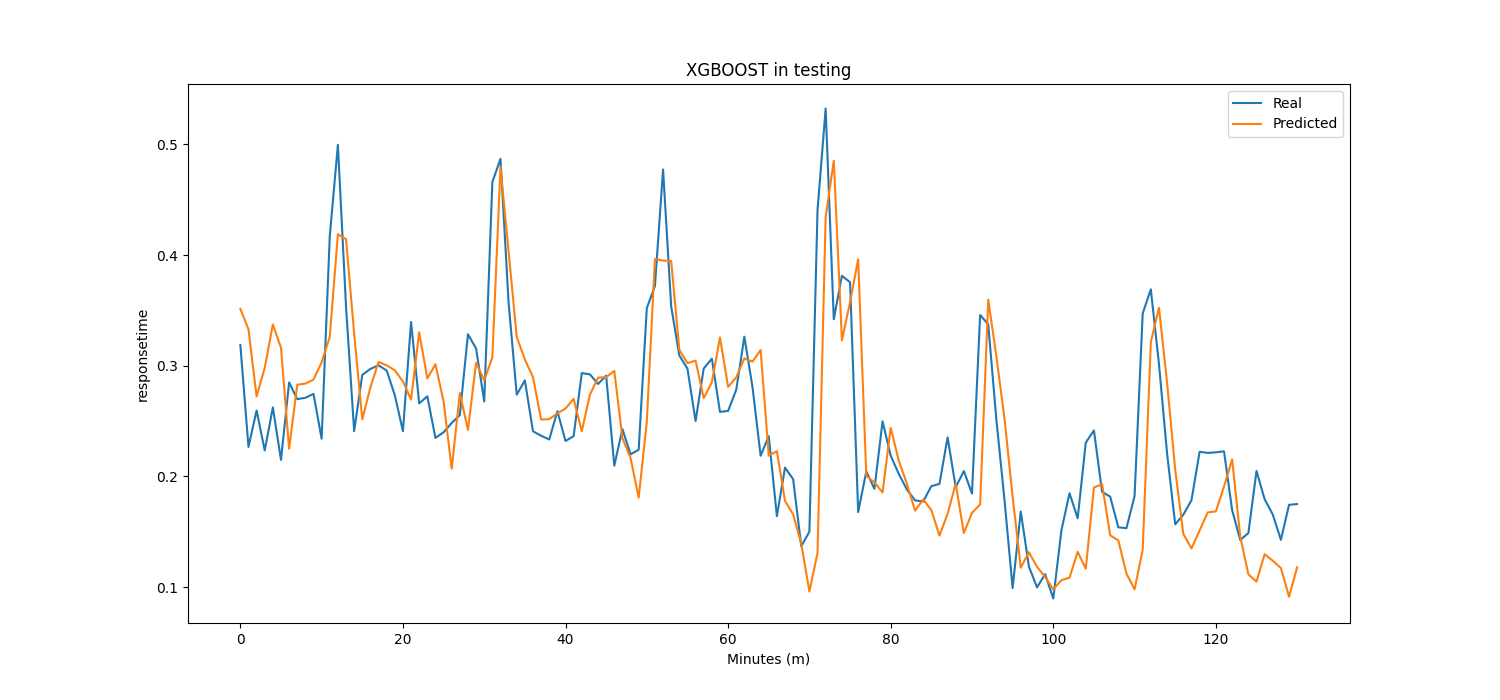 XGBOOST in testing
Real
Predicted
responsetime
0.5
0.4
0.3
0.2
0.1
0 20 40 60 80 100 120
Minutes (m)